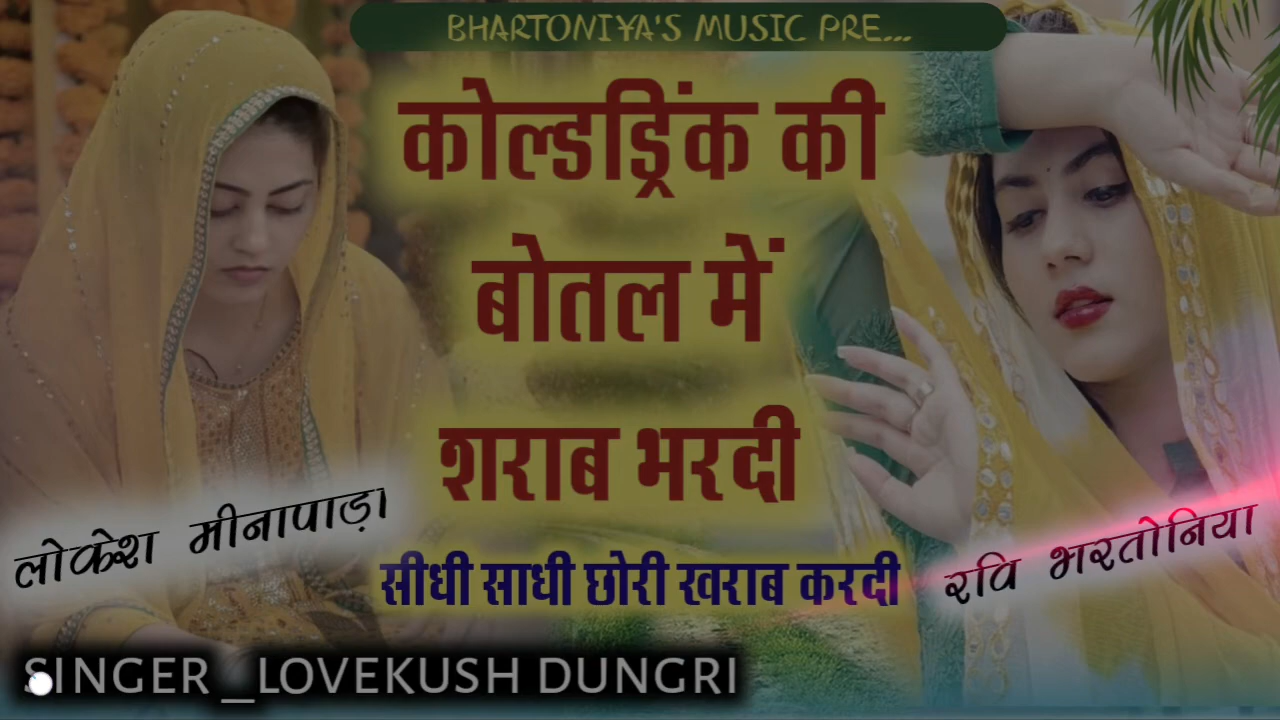 BHARTONIYA'S MUSIC PRE...
कोल्डड्रिंक की
बोतल में
शराब भरदी
लोकेश मीनापाड़ा
रवि भरतोनिया
सीधी साधी छोरी खराब करदी
SINGER_LOVEKUSH DUNGRI